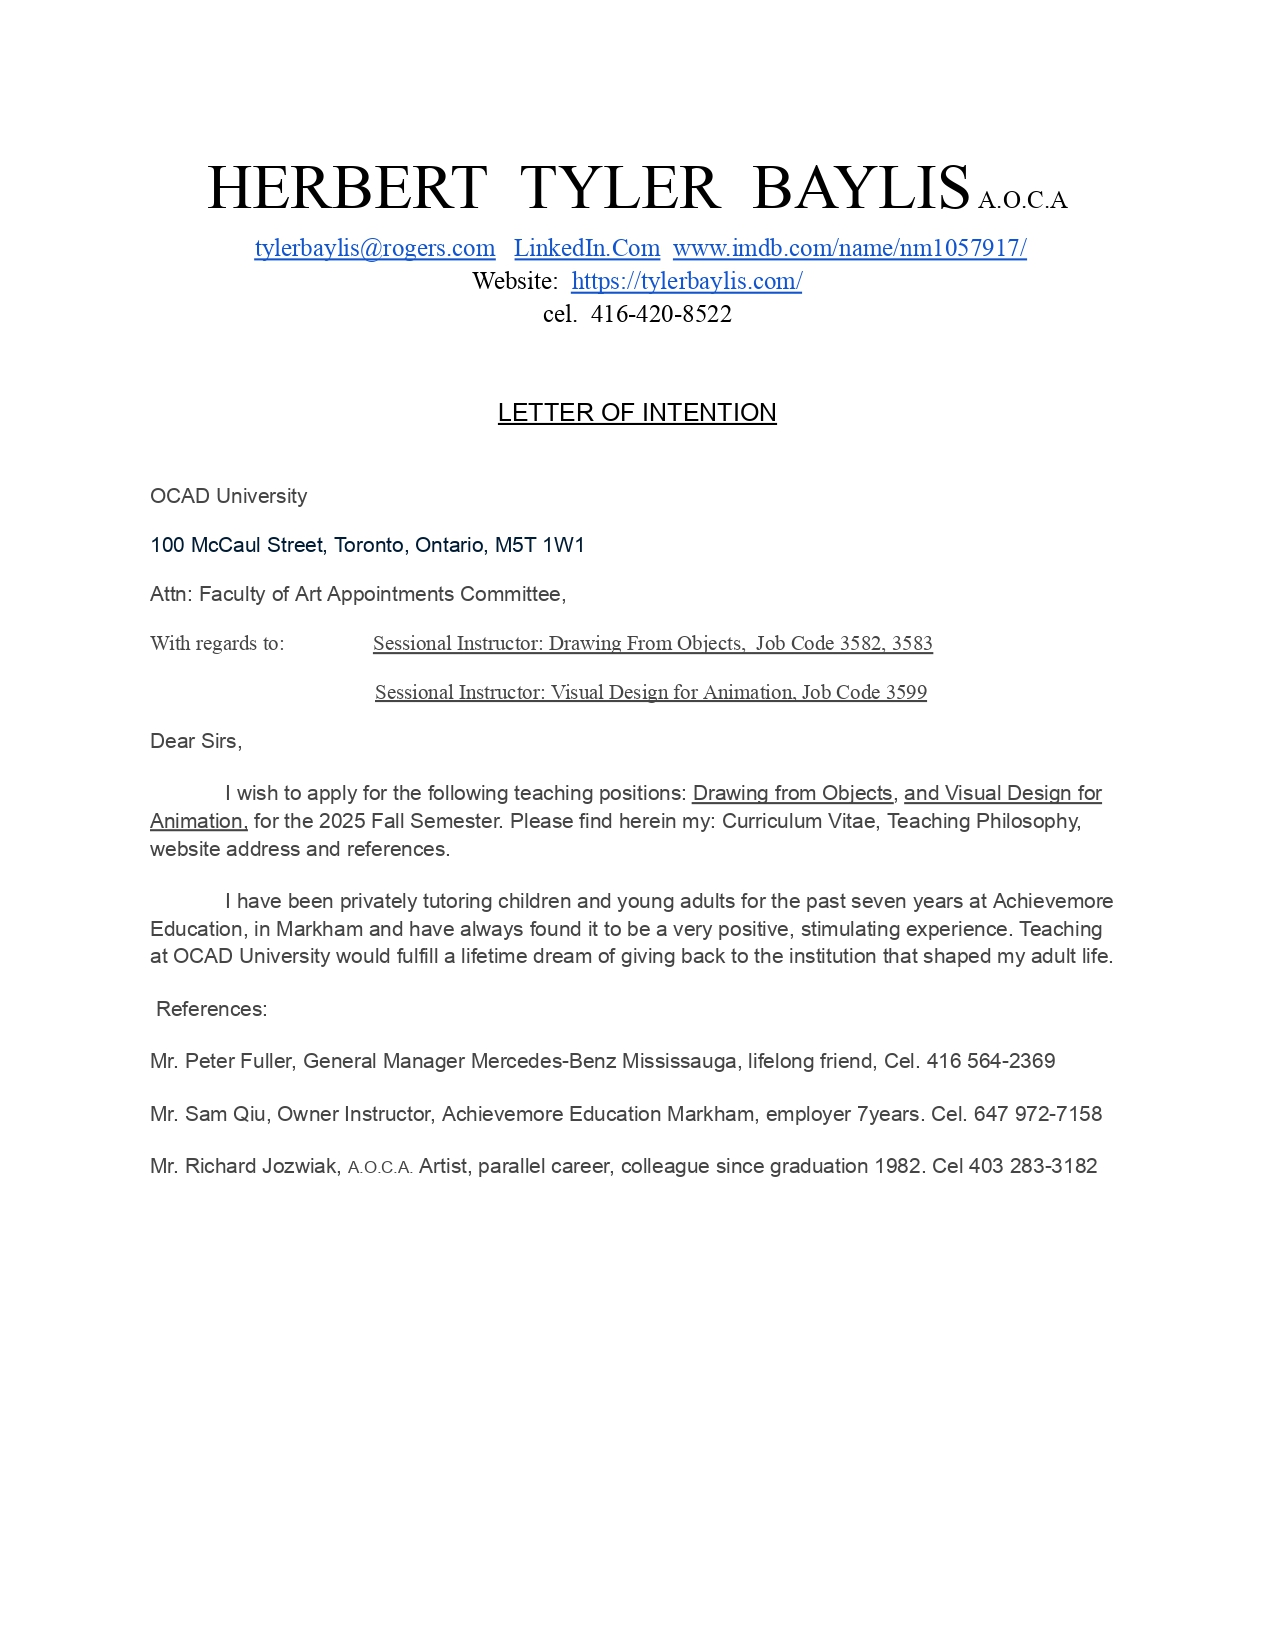 HERBERT TYLER BAYLIS A.O.C.A
tylerbaylis@rogers.com LinkedIn.Com www.imdb.com/name/nm1057917/
Website: https://tylerbaylis.com/
cel. 416-420-8522
LETTER OF INTENTION
OCAD University
100 McCaul Street, Toronto, Ontario, M5T 1W1
Attn: Faculty of Art Appointments Committee,
With regards to: Sessional Instructor: Drawing From Objects, Job Code 3582, 3583
Sessional Instructor: Visual Design for Animation, Job Code 3599
Dear Sirs,
I wish to apply for the following teaching positions: Drawing from Objects, and Visual Design for
Animation, for the 2025 Fall Semester. Please find herein my: Curriculum Vitae, Teaching Philosophy,
website address and references.
I have been privately tutoring children and young adults for the past seven years at Achievemore
Education, in Markham and have always found it to be a very positive, stimulating experience. Teaching
at OCAD University would fulfill a lifetime dream of giving back to the institution that shaped my adult life.
References:
Mr. Peter Fuller, General Manager Mercedes-Benz Mississauga, lifelong friend, Cel. 416 564-2369
Mr. Sam Qiu, Owner Instructor, Achievemore Education Markham, employer 7years. Cel. 647 972-7158
Mr. Richard Jozwiak, A.O.C.A. Artist, parallel career, colleague since graduation 1982. Cel 403 283-3182